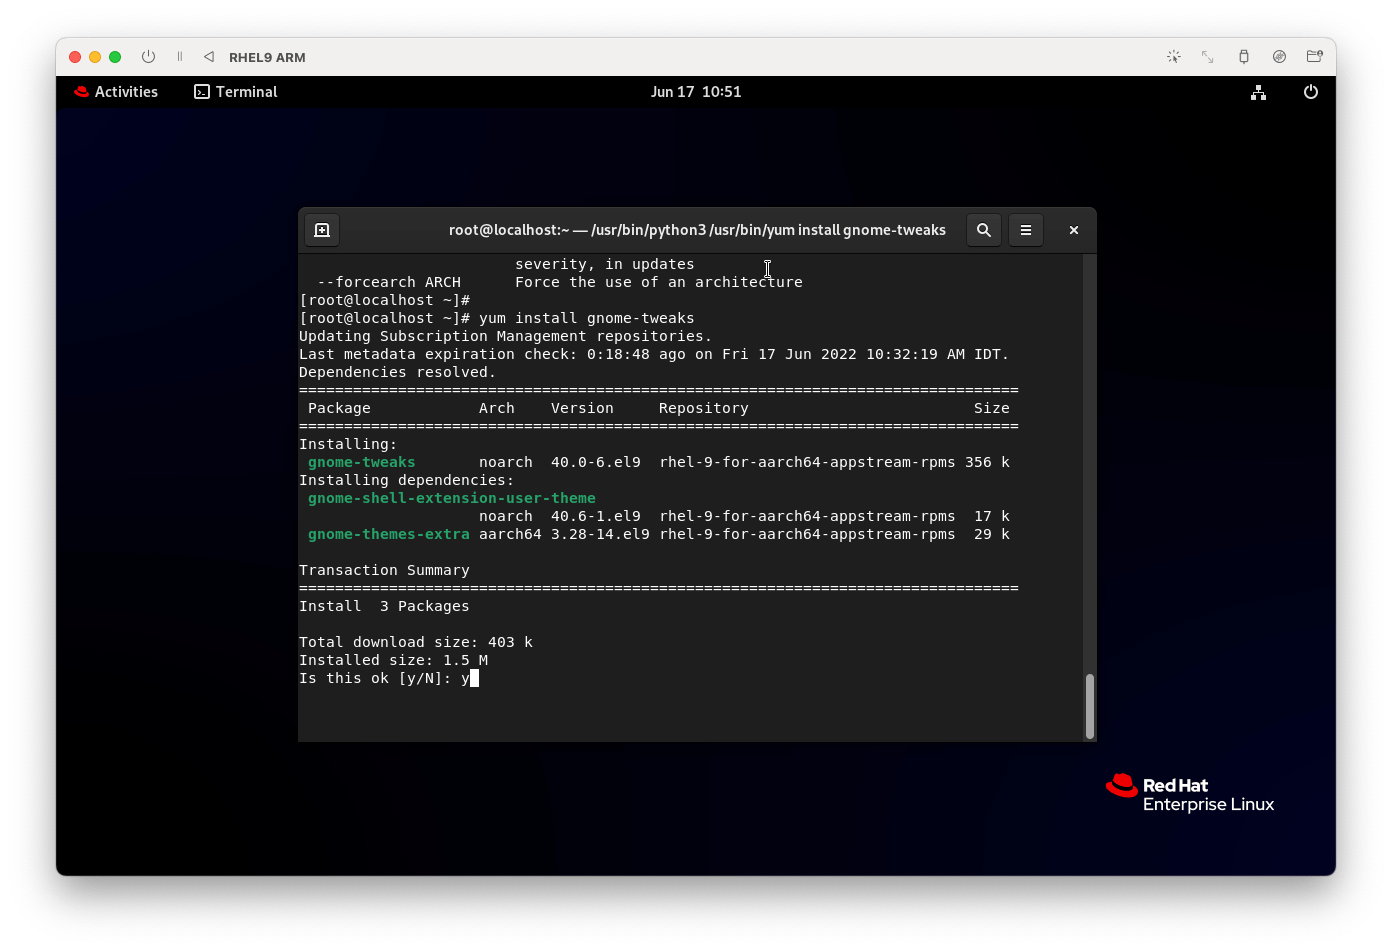 RHEL9 ARM
Activities Terminal Jun 17 10:51
root@localhost:~ — /usr/bin/python3 /usr/bin/yum install gnome-tweaks
severity, in updates
--forcearch ARCH Force the use of an architecture
[root@localhost ~]#
[root@localhost ~]# yum install gnome-tweaks
Updating Subscription Management repositories.
Last metadata expiration check: 0:18:48 ago on Fri 17 Jun 2022 10:32:19 AM IDT.
Dependencies resolved.
================================================================================
Package Arch Version Repository Size
================================================================================
Installing:
gnome-tweaks noarch 40.0-6.el9 rhel-9-for-aarch64-appstream-rpms 356 k
Installing dependencies:
gnome-shell-extension-user-theme
noarch 40.6-1.el9 rhel-9-for-aarch64-appstream-rpms 17 k
gnome-themes-extra aarch64 3.28-14.el9 rhel-9-for-aarch64-appstream-rpms 29 k
Transaction Summary
================================================================================
Install 3 Packages
Total download size: 403 k
Installed size: 1.5 M
Is this ok [y/N]: y
Red Hat
Enterprise Linux